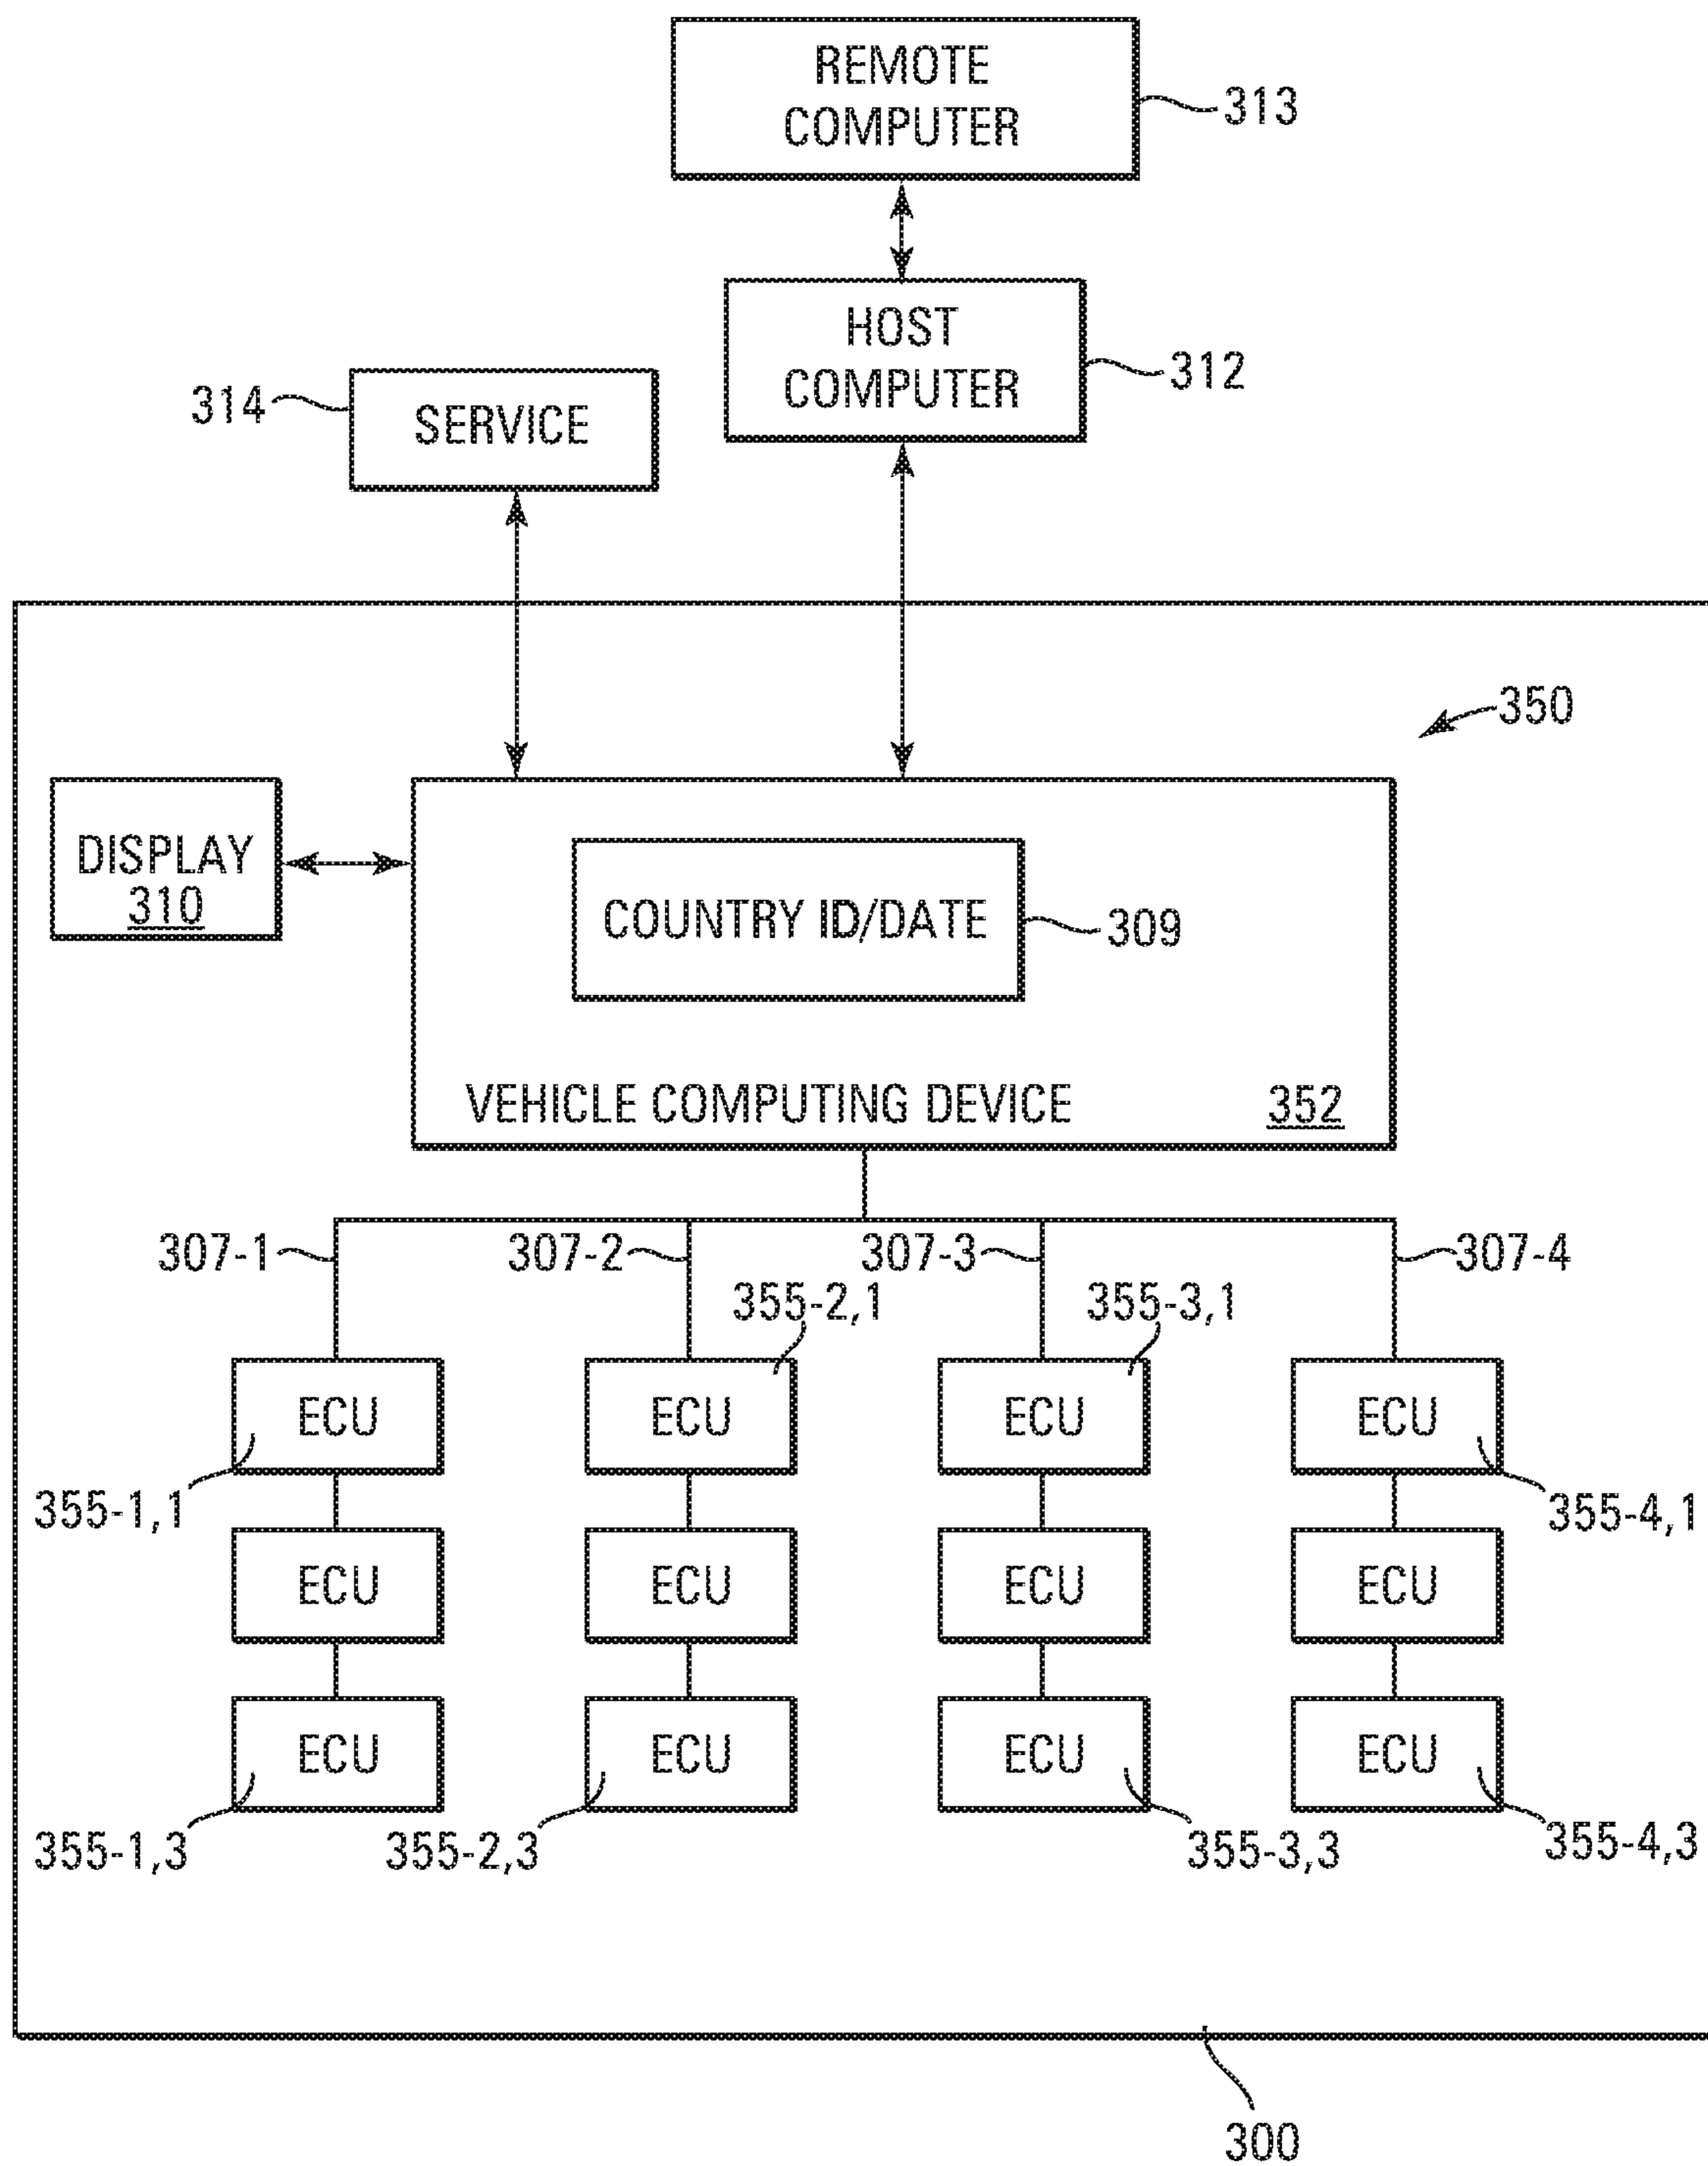 REMOTE
COMPUTER
313
HOST
COMPUTER
312
314
SERVICE
350
DISPLAY
310
COUNTRY ID/DATE
309
VEHICLE COMPUTING DEVICE 352
307-1
307-2
307-3
307-4
355-2,1
355-3,1
ECU
ECU
ECU
ECU
355-1,1
355-4,1
ECU
ECU
ECU
ECU
ECU
ECU
ECU
ECU
355-1,3
355-2,3
355-3,3
355-4,3
300